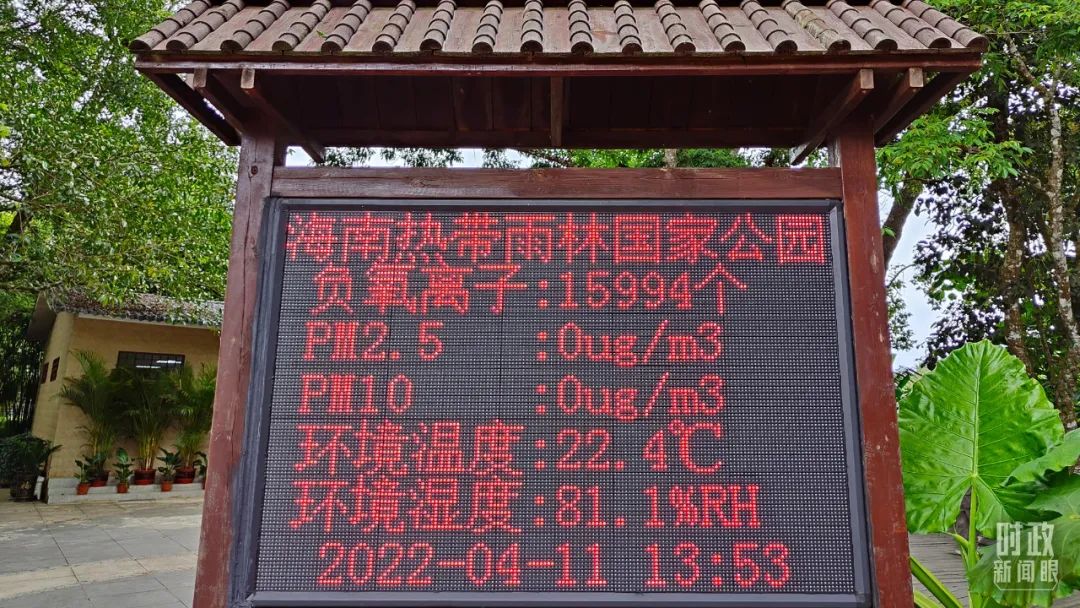 海南热带雨林国家公园
负氧离子:15994个
PM2.5 :0ug/m3
PM10 :0ug/m3
环境温度:22.4℃
环境湿度:81.1%RH
2022-04-11 13:53
时政
新闻眼